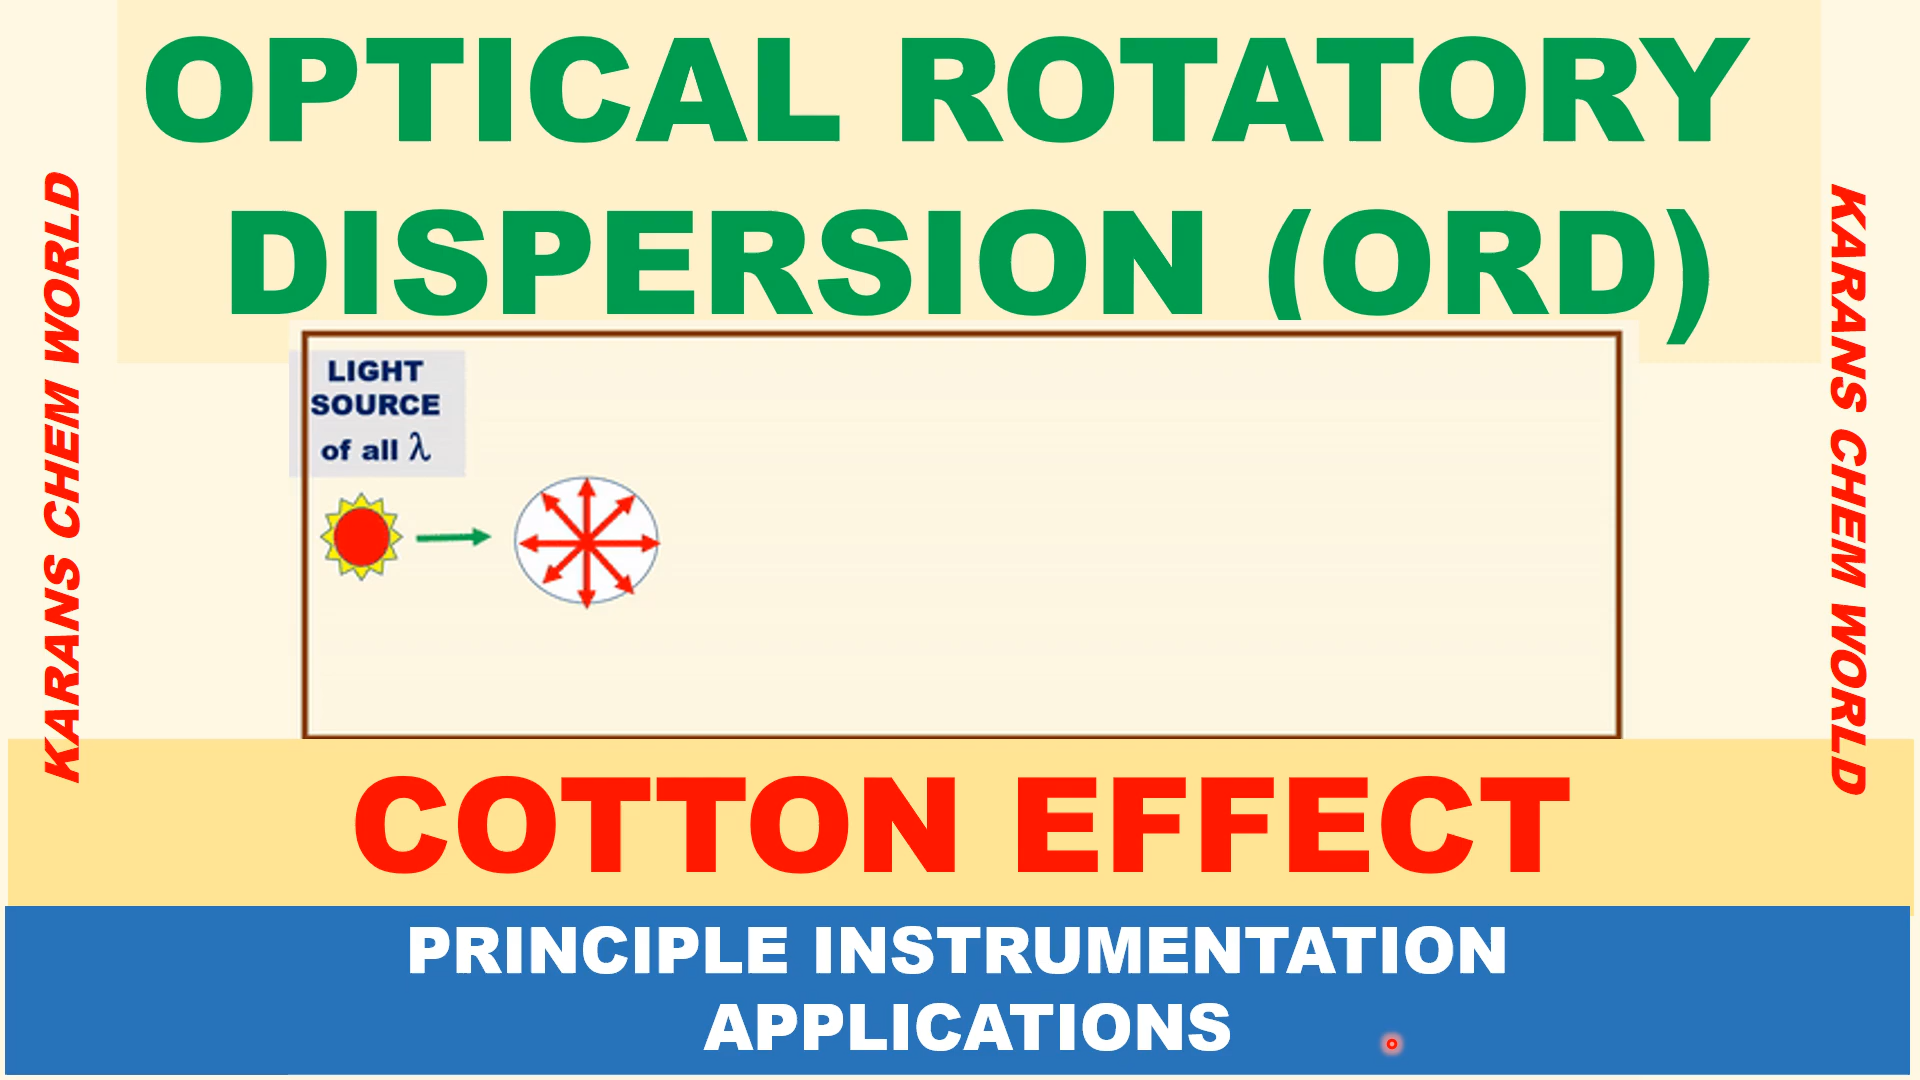 OPTICAL ROTATORY
DISPERSION (ORD)
KARANS CHEM WORLD
KARANS CHEM WORLD
LIGHT
SOURCE
of all λ
COTTON EFFECT
PRINCIPLE INSTRUMENTATION
APPLICATIONS